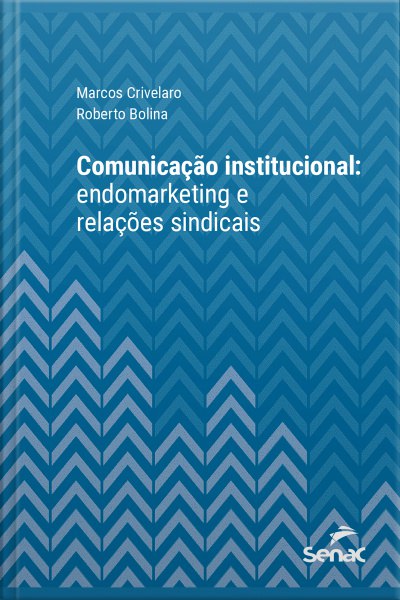 Marcos Crivelaro
Roberto Bolina
Comunicação institucional:
endomarketing e
relações sindicais
Senac